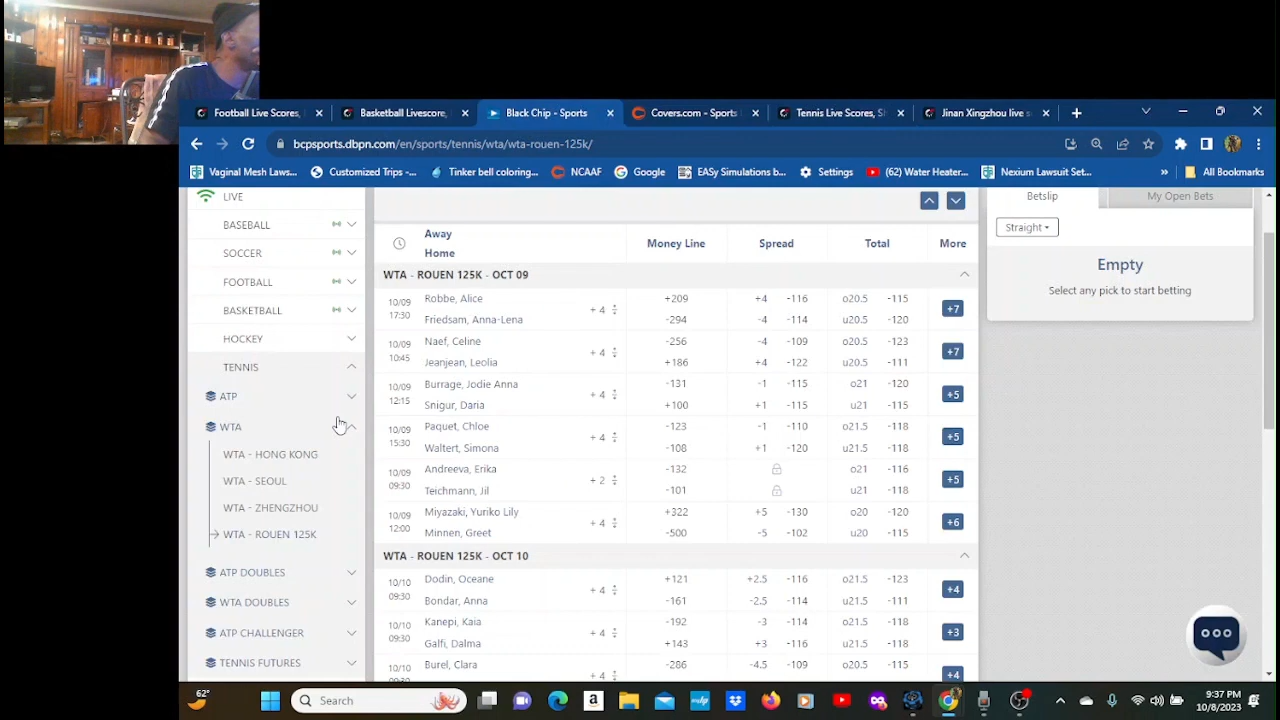 Football Live Scores,
Basketball Livescore,
Black Chip - Sports
Covers.com - Sports
Tennis Live Scores, S
Jinan Xingzhou live s
bcpsports.dbpn.com/en/sports/tennis/wta/wta-rouen-125k/
Vaginal Mesh Laws...
Customized Trips -...
Tinker bell coloring...
NCAAF
Google
EASy Simulations b...
Settings
(62) Water Heater...
Nexium Lawsuit Set...
»
All Bookmarks
LIVE
BASEBALL
SOCCER
FOOTBALL
BASKETBALL
HOCKEY
TENNIS
ATP
WTA
WTA - HONG KONG
WTA - SEOUL
WTA - ZHENGZHOU
WTA - ROUEN 125K
ATP DOUBLES
WTA DOUBLES
ATP CHALLENGER
TENNIS FUTURES
Away
Home
Money Line
Spread
Total
More
WTA - ROUEN 125K - OCT 09
10/09 17:30
Robbe, Alice +209 +4 -116 o20.5 -115
+ 4 +7
Friedsam, Anna-Lena -294 -4 -114 u20.5 -120
10/09 10:45
Naef, Celine -256 -4 -109 o20.5 -123
+ 4 +7
Jeanjean, Leolia +186 +4 -122 u20.5 -111
10/09 12:15
Burrage, Jodie Anna -131 -1 -115 o21 -120
+ 4 +5
Snigur, Daria +100 +1 -115 u21 -115
10/09 15:30
Paquet, Chloe -123 -1 -110 o21.5 -118
+ 4 +5
Waltert, Simona -108 +1 -120 u21.5 -118
10/09 09:30
Andreeva, Erika -132 o21 -116
+ 2 +5
Teichmann, Jil -101 u21 -118
10/09 12:00
Miyazaki, Yuriko Lily +322 +5 -130 o20 -120
+ 4 +6
Minnen, Greet -500 -5 -102 u20 -115
WTA - ROUEN 125K - OCT 10
10/10 09:30
Dodin, Oceane +121 +2.5 -116 o21.5 -123
+ 4 +4
Bondar, Anna -161 -2.5 -114 u21.5 -111
10/10 09:30
Kanepi, Kaia -192 -3 -114 o21.5 -118
+ 4 +3
Galfi, Dalma +143 +3 -116 u21.5 -118
10/10 09:30
Burel, Clara -286 -4.5 -109 o20.5 -115
+ 4 +4
Betslip
My Open Bets
Straight
Empty
Select any pick to start betting
62°
Search
9:37 PM
10/8/2023